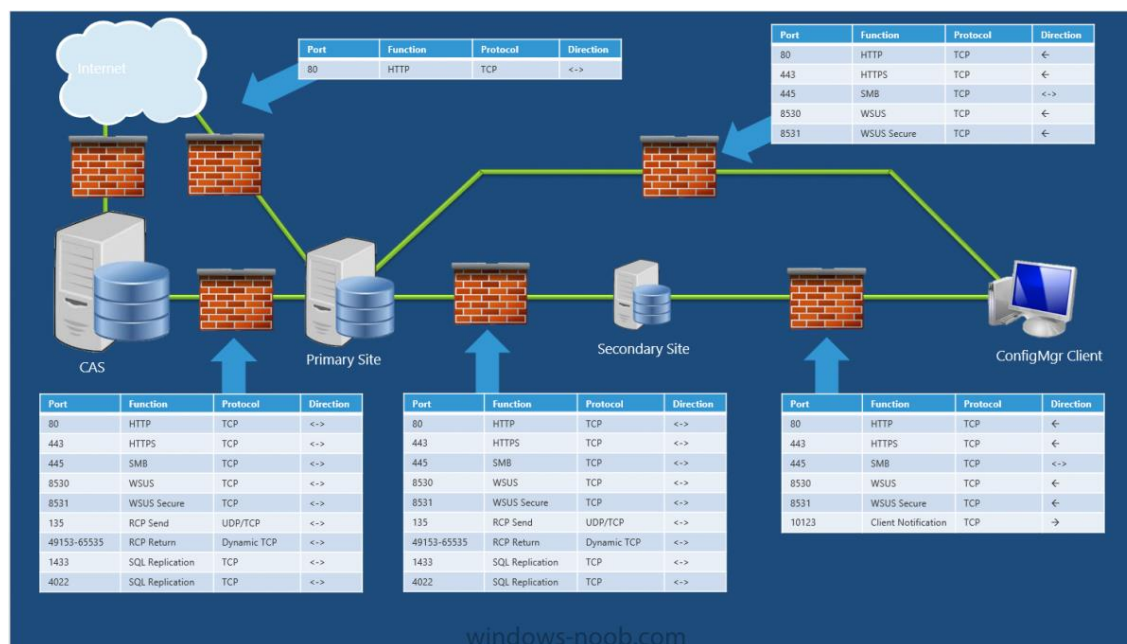 Internet
Port Function Protocol Direction
80 HTTP TCP <->
Port Function Protocol Direction
80 HTTP TCP ←
443 HTTPS TCP ←
445 SMB TCP <->
8530 WSUS TCP ←
8531 WSUS Secure TCP ←
CAS
Primary Site
Secondary Site
ConfigMgr Client
Port Function Protocol Direction
80 HTTP TCP <->
443 HTTPS TCP <->
445 SMB TCP <->
8530 WSUS TCP <->
8531 WSUS Secure TCP <->
135 RCP Send UDP/TCP <->
49153-65535 RCP Return Dynamic TCP <->
1433 SQL Replication TCP <->
4022 SQL Replication TCP <->
Port Function Protocol Direction
80 HTTP TCP <->
443 HTTPS TCP <->
445 SMB TCP <->
8530 WSUS TCP <->
8531 WSUS Secure TCP <->
135 RCP Send UDP/TCP <->
49153-65535 RCP Return Dynamic TCP <->
1433 SQL Replication TCP <->
4022 SQL Replication TCP <->
Port Function Protocol Direction
80 HTTP TCP ←
443 HTTPS TCP ←
445 SMB TCP <->
8530 WSUS TCP ←
8531 WSUS Secure TCP ←
10123 Client Notification TCP →
windows-noob.com